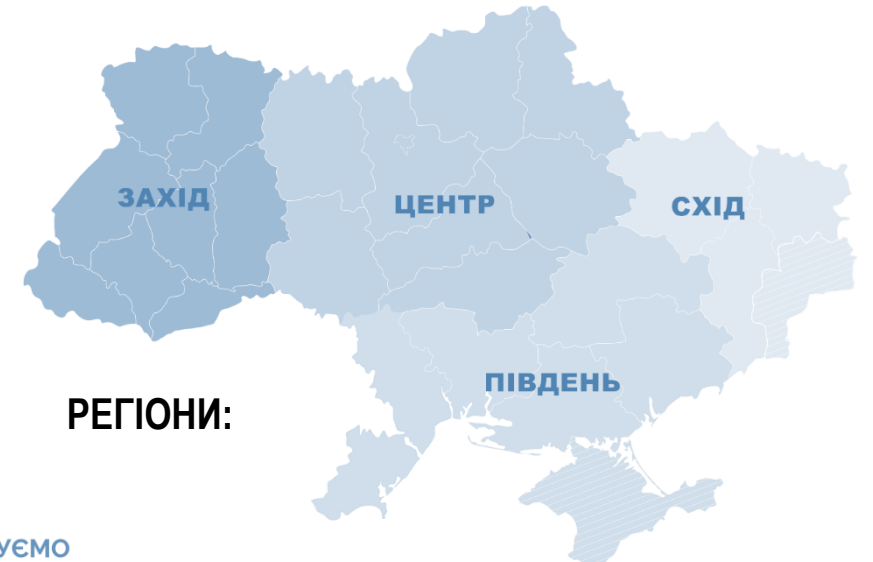 ЗАХІД
ЦЕНТР
СХІД
ПІВДЕНЬ
РЕГІОНИ:
УЄМО